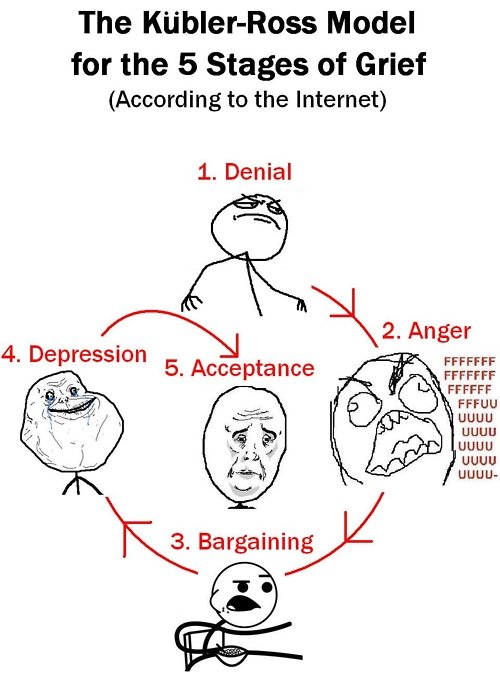 The Kübler-Ross Model
for the 5 Stages of Grief
(According to the Internet)
1. Denial
2. Anger
FFFFFFF
FFFFFFF
FFFFFF
FFFUU
UUUU
UUUU
UUUU
UUUU
UUUU-
4. Depression
5. Acceptance
3. Bargaining